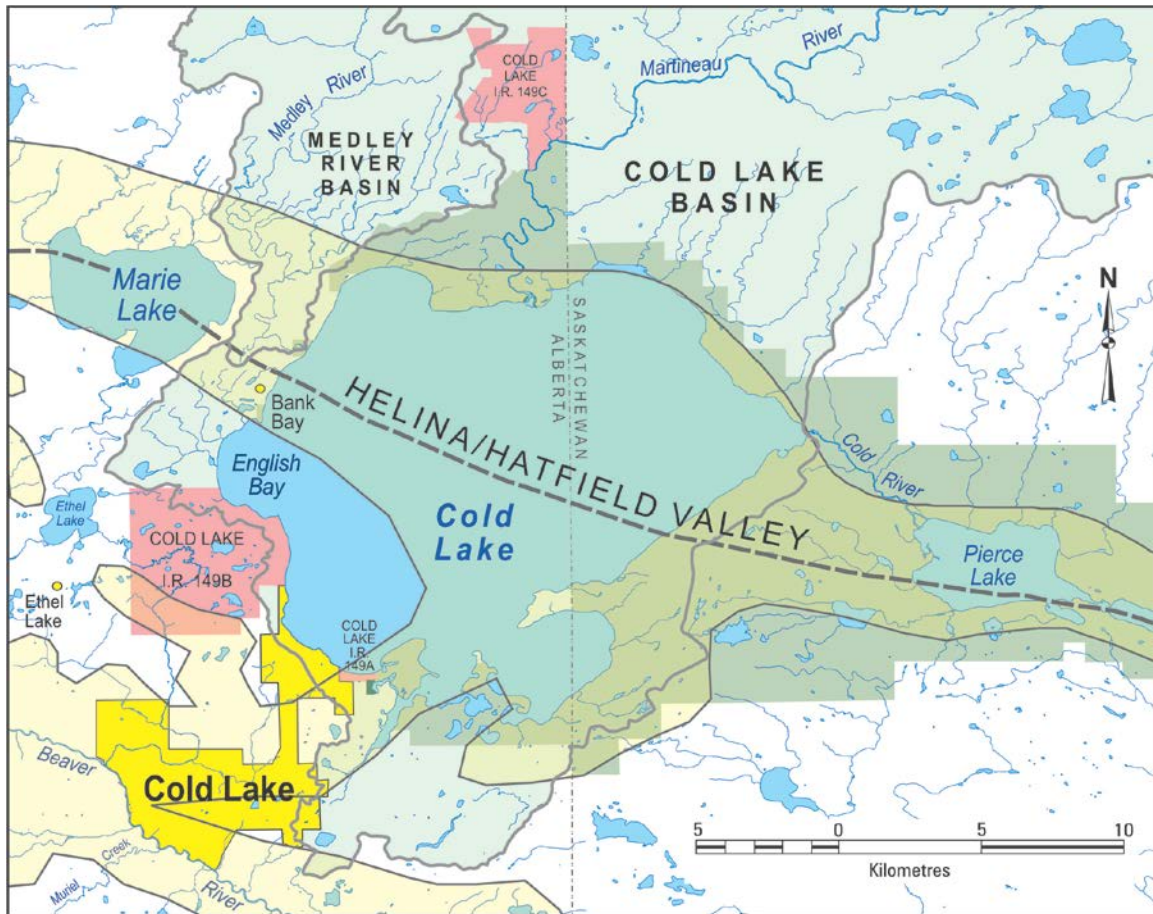 COLD
LAKE
I.R. 149C
River
Martineau
Medley River
MEDLEY
RIVER
BASIN
COLD LAKE
BASIN
Marie
Lake
N
SASKATCHEWAN
ALBERTA
HELINA/HATFIELD VALLEY
Bank
Bay
English
Bay
Cold
Lake
Cold
River
Ethel
Lake
COLD LAKE
I.R. 149B
Pierce
Lake
Ethel
Lake
COLD
LAKE
I.R.
149A
Beaver
Cold Lake
5 0 5 10
Kilometres
Muriel Creek
River